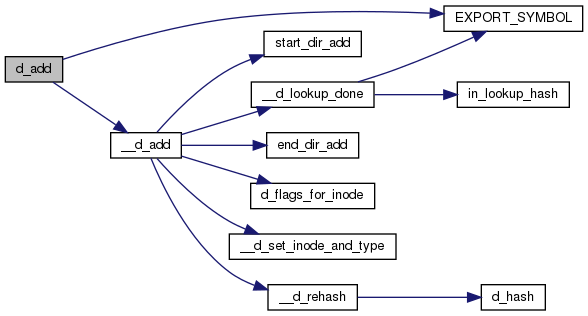 EXPORT_SYMBOL
start_dir_add
d_add
__d_lookup_done
in_lookup_hash
__d_add
end_dir_add
d_flags_for_inode
__d_set_inode_and_type
__d_rehash
d_hash